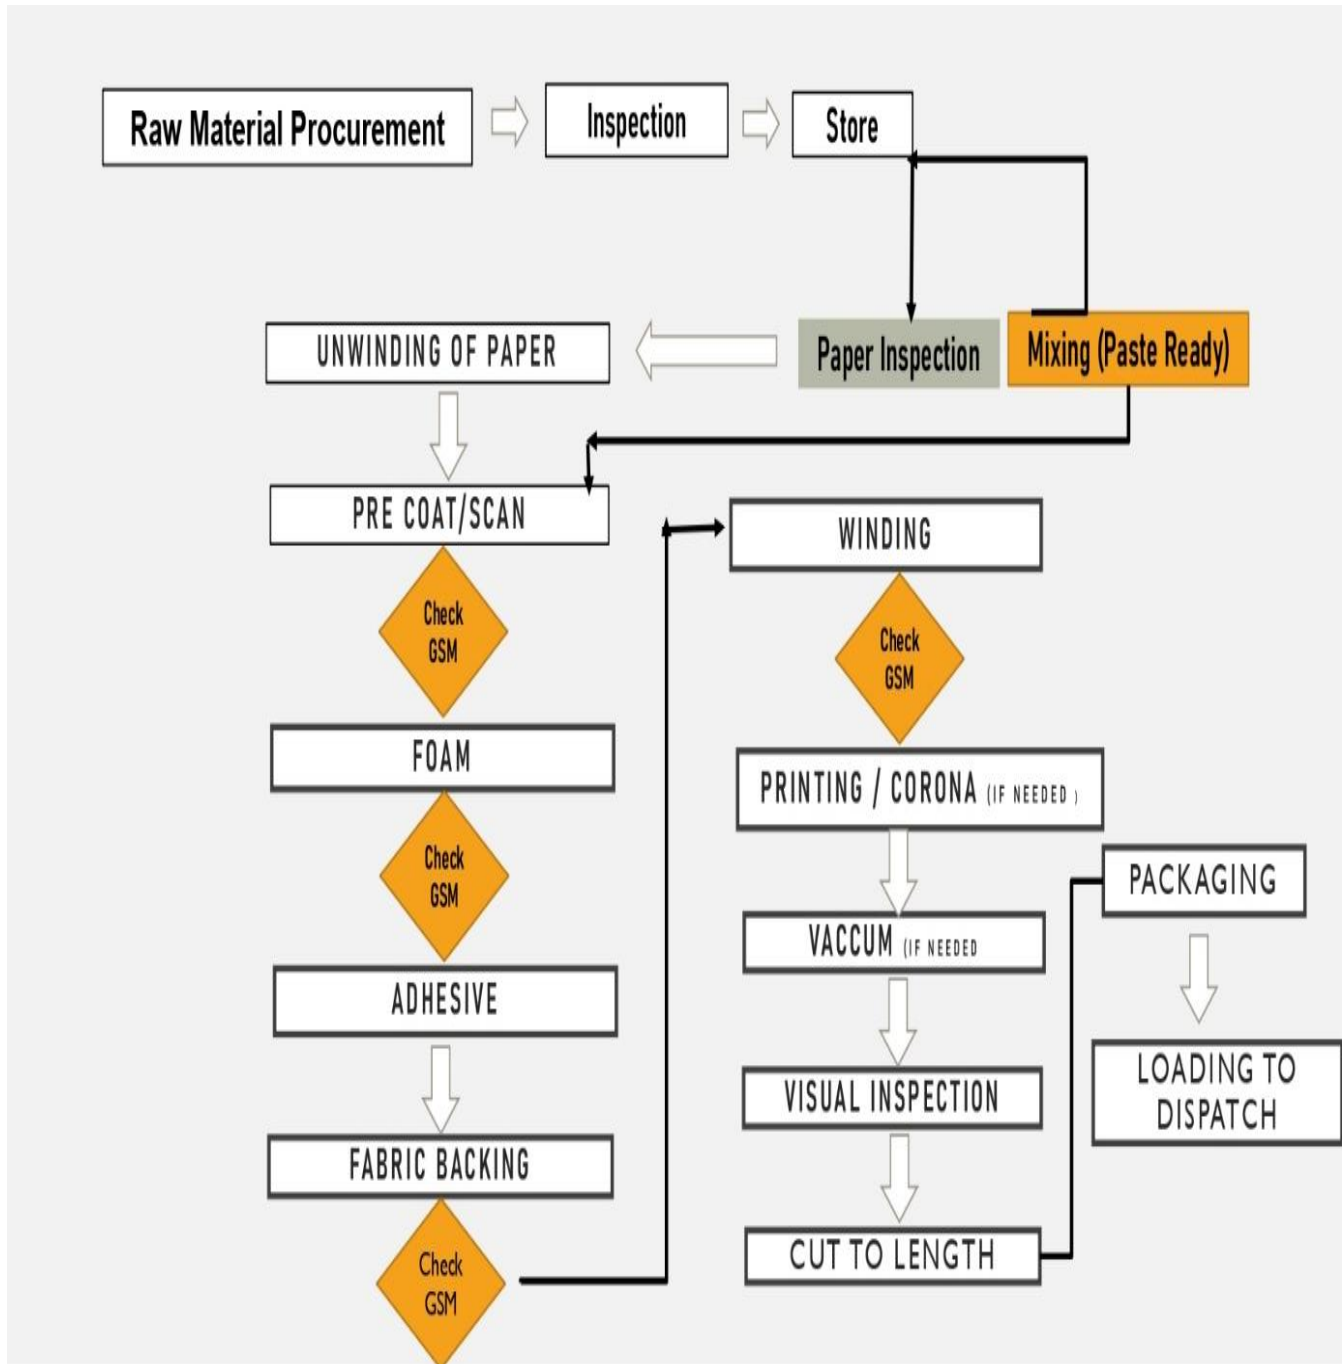 Raw Material Procurement
Inspection
Store
UNWINDING OF PAPER
Paper Inspection
Mixing (Paste Ready)
PRE COAT/SCAN
Check
GSM
FOAM
Check
GSM
ADHESIVE
FABRIC BACKING
Check
GSM
WINDING
Check
GSM
PRINTING / CORONA (IF NEEDED )
VACCUM (IF NEEDED
VISUAL INSPECTION
CUT TO LENGTH
PACKAGING
LOADING TO
DISPATCH